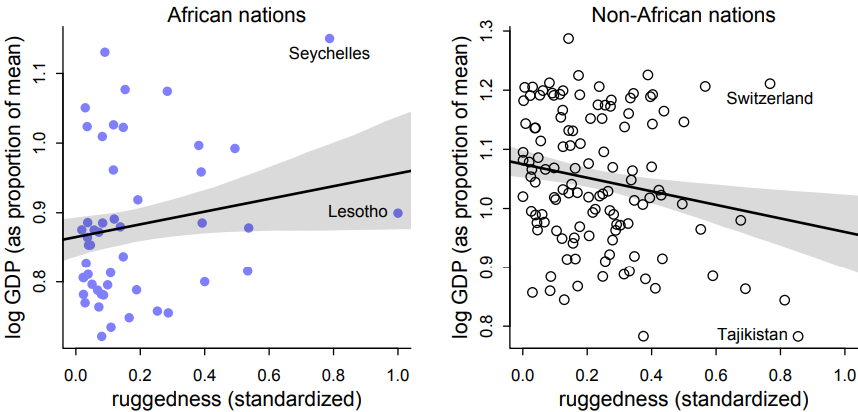 African nations
log GDP (as proportion of mean)
1.1
1.0
0.9
0.8
Seychelles
Lesotho
0.0 0.2 0.4 0.6 0.8 1.0
ruggedness (standardized)
Non-African nations
log GDP (as proportion of mean)
1.3
1.2
1.1
1.0
0.9
0.8
Switzerland
Tajikistan
0.0 0.2 0.4 0.6 0.8 1.0
ruggedness (standardized)